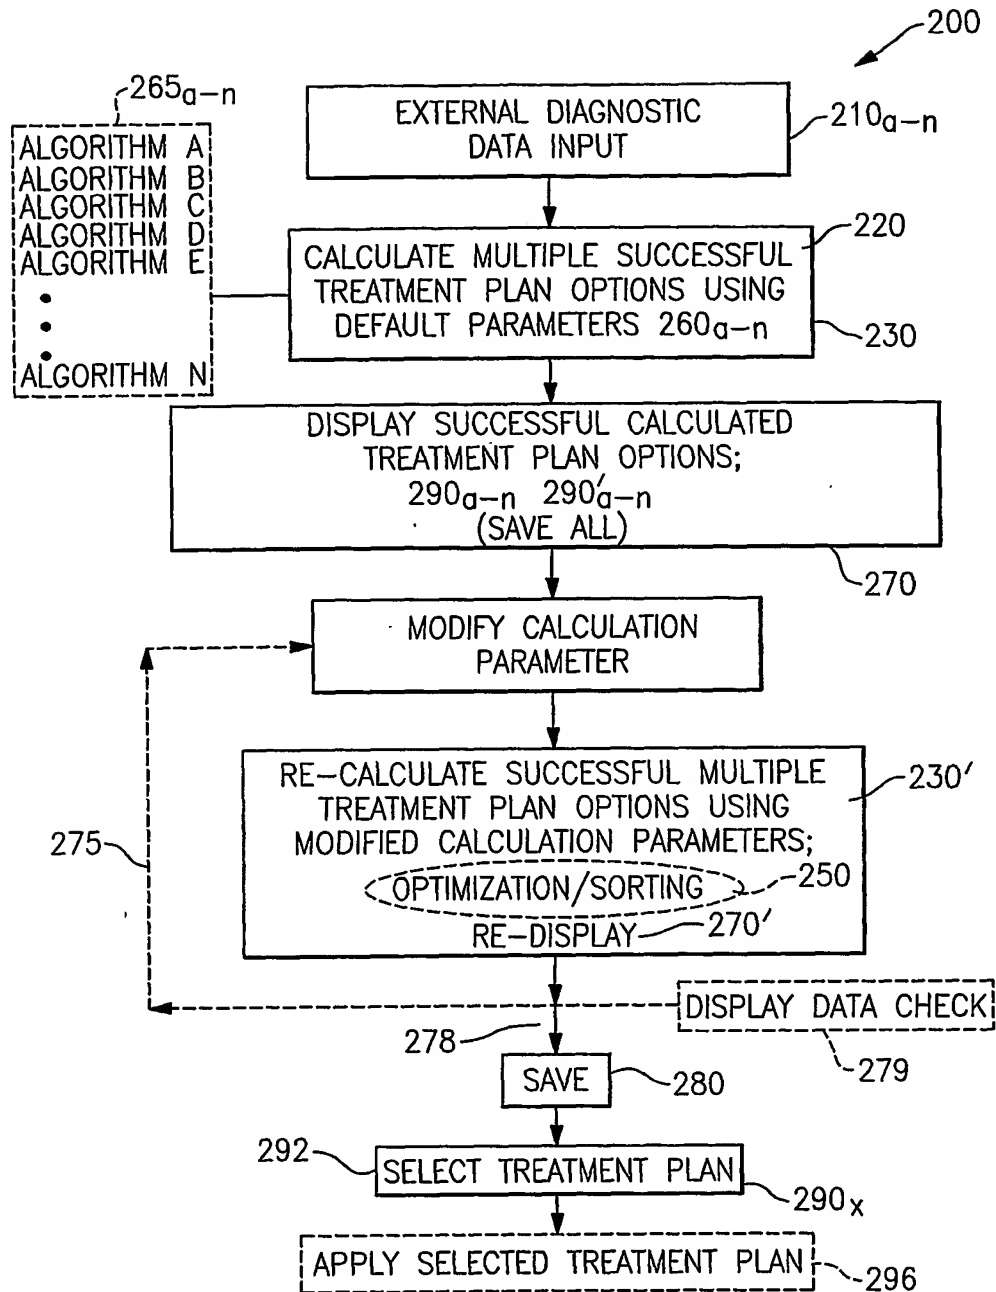 200
265a-n
ALGORITHM A
ALGORITHM B
ALGORITHM C
ALGORITHM D
ALGORITHM E
ALGORITHM N
EXTERNAL DIAGNOSTIC
DATA INPUT
210a-n
220
CALCULATE MULTIPLE SUCCESSFUL
TREATMENT PLAN OPTIONS USING
DEFAULT PARAMETERS 260a-n
230
DISPLAY SUCCESSFUL CALCULATED
TREATMENT PLAN OPTIONS;
290a-n 290'a-n
(SAVE ALL)
270
MODIFY CALCULATION
PARAMETER
RE-CALCULATE SUCCESSFUL MULTIPLE
TREATMENT PLAN OPTIONS USING
MODIFIED CALCULATION PARAMETERS;
230'
OPTIMIZATION/SORTING
250
RE-DISPLAY
270'
275
DISPLAY DATA CHECK
279
278
SAVE
280
292
SELECT TREATMENT PLAN
290x
APPLY SELECTED TREATMENT PLAN
296